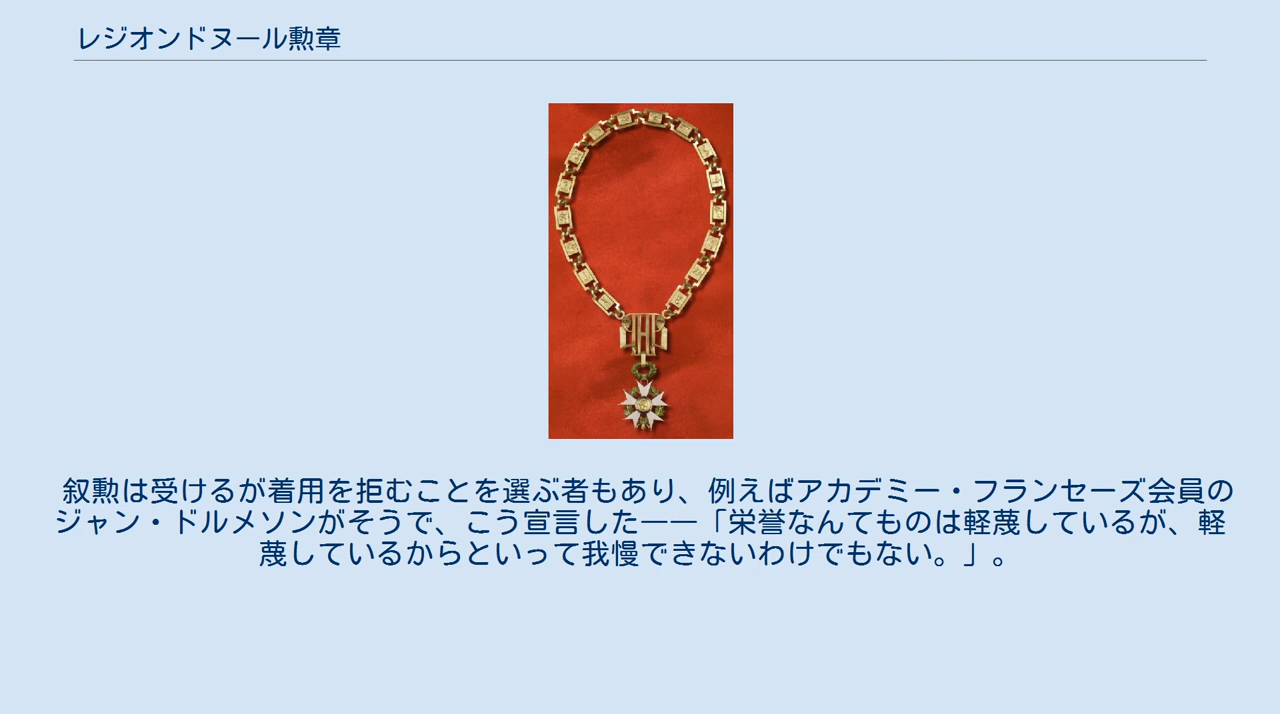 レジオンドヌール勲章
叙勲は受けるが着用を拒むことを選ぶ者もあり、例えばアカデミー・フランセーズ会員の
ジャン・ドルメソンがそうで、こう宣言した——「栄誉なんてものは軽蔑しているが、軽
蔑しているからといって我慢できないわけでもない。」。